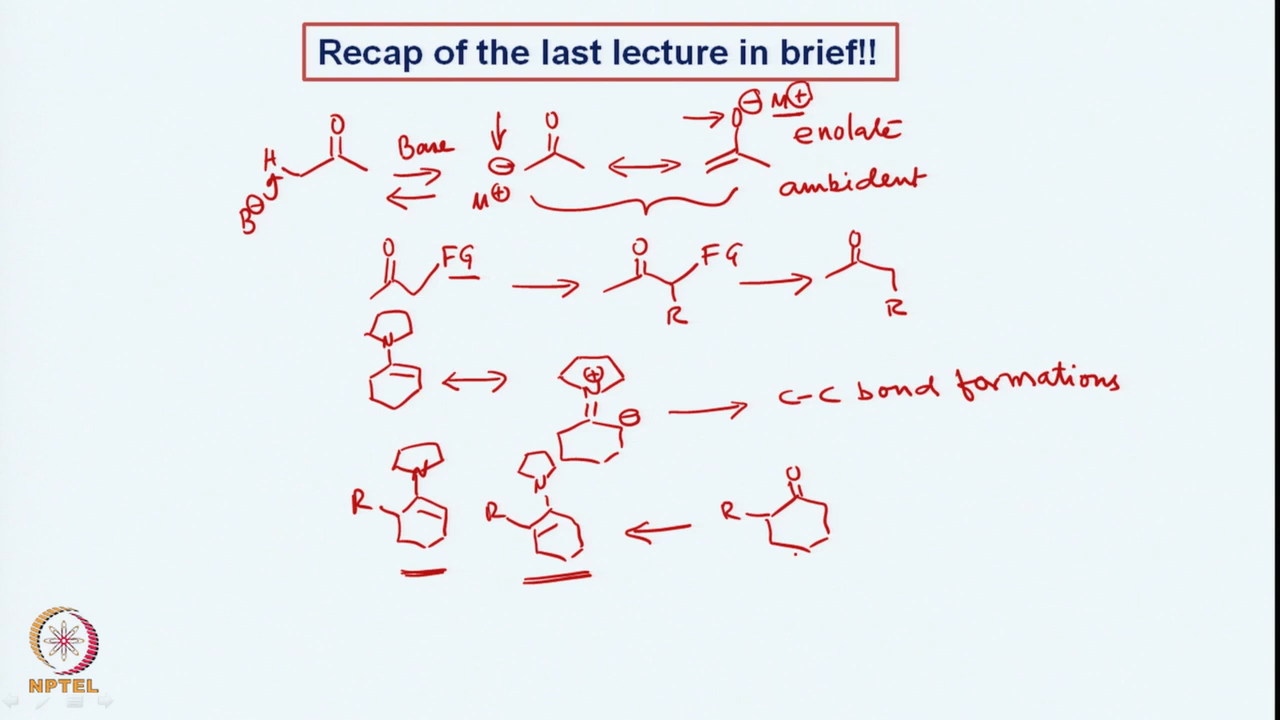 Recap of the last lecture in brief!!
O
O
O ⊖ M⊕
H
Base
enolate
B⊖
⊖
M⊕
ambident
O
FG
O
FG
O
R
R
N
⊕
N
⊖
C-C bond formations
N
N
R
R
O
R
NPTEL